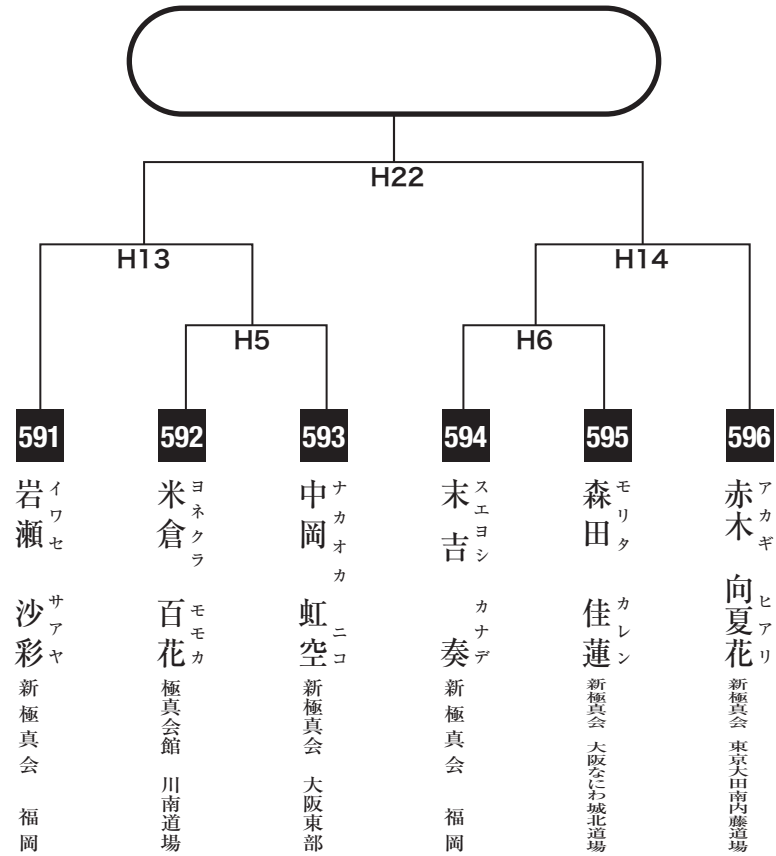 H22
H13
H14
H5
H6
591
592
593
594
595
596
岩瀬 沙彩
イワセ サアヤ
新極真会 福岡
米倉 百花
ヨネクラ モモカ
極真会館 川南道場
中岡 虹空
ナカオカ ニコ
新極真会 大阪東部
末吉 奏
スエヨシ カナデ
新極真会 福岡
森田 佳蓮
モリタ カレン
新極真会 大阪なにわ城北道場
赤木 向夏花
アカギ ヒアリ
新極真会 東京大田南内藤道場